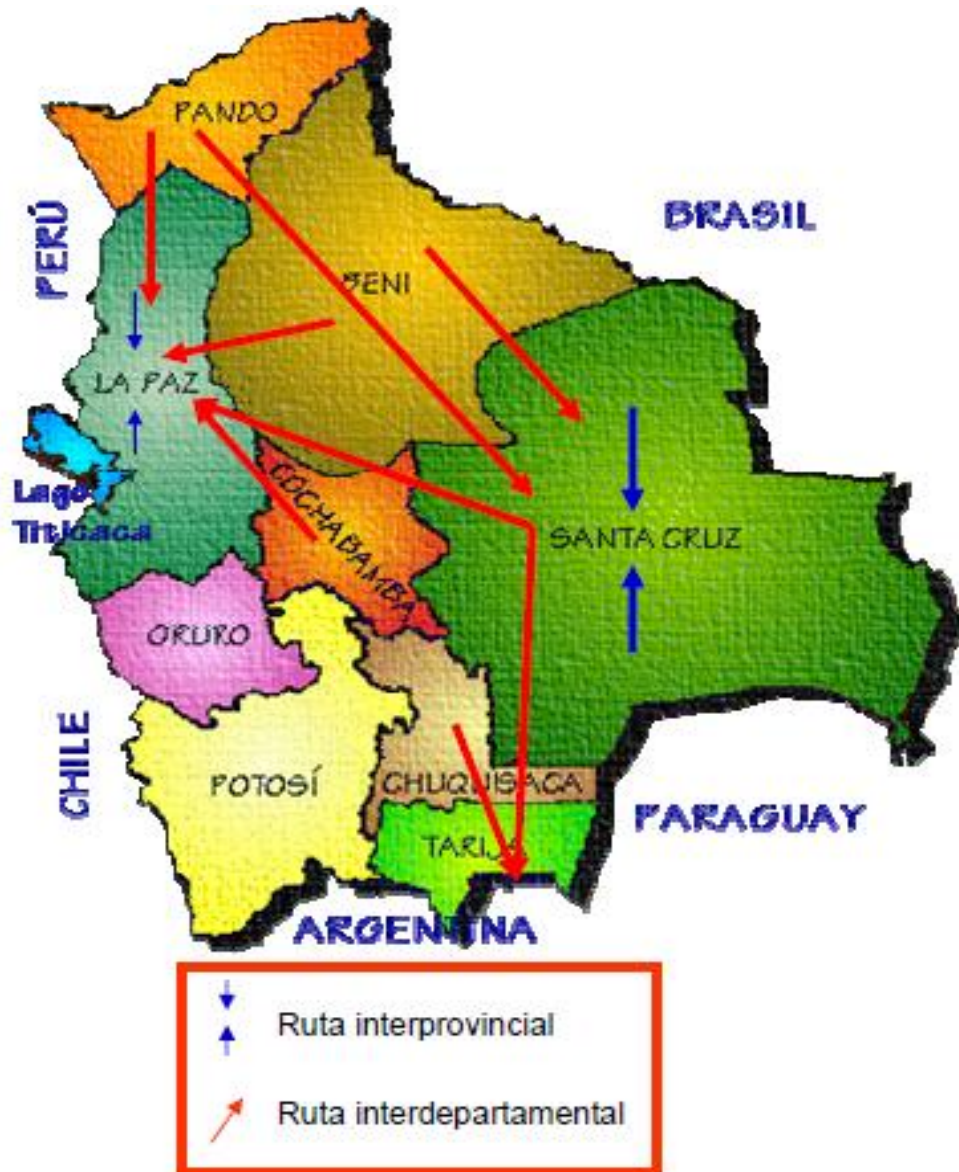 PANDO
PERÚ
BRASIL
BENI
LA PAZ
Lago
Titicaca
COCHABAMBA
SANTA CRUZ
ORURO
CHILE
POTOSÍ
CHUQUISACA
PARAGUAY
TARIJA
ARGENTINA
Ruta interprovincial
Ruta interdepartamental